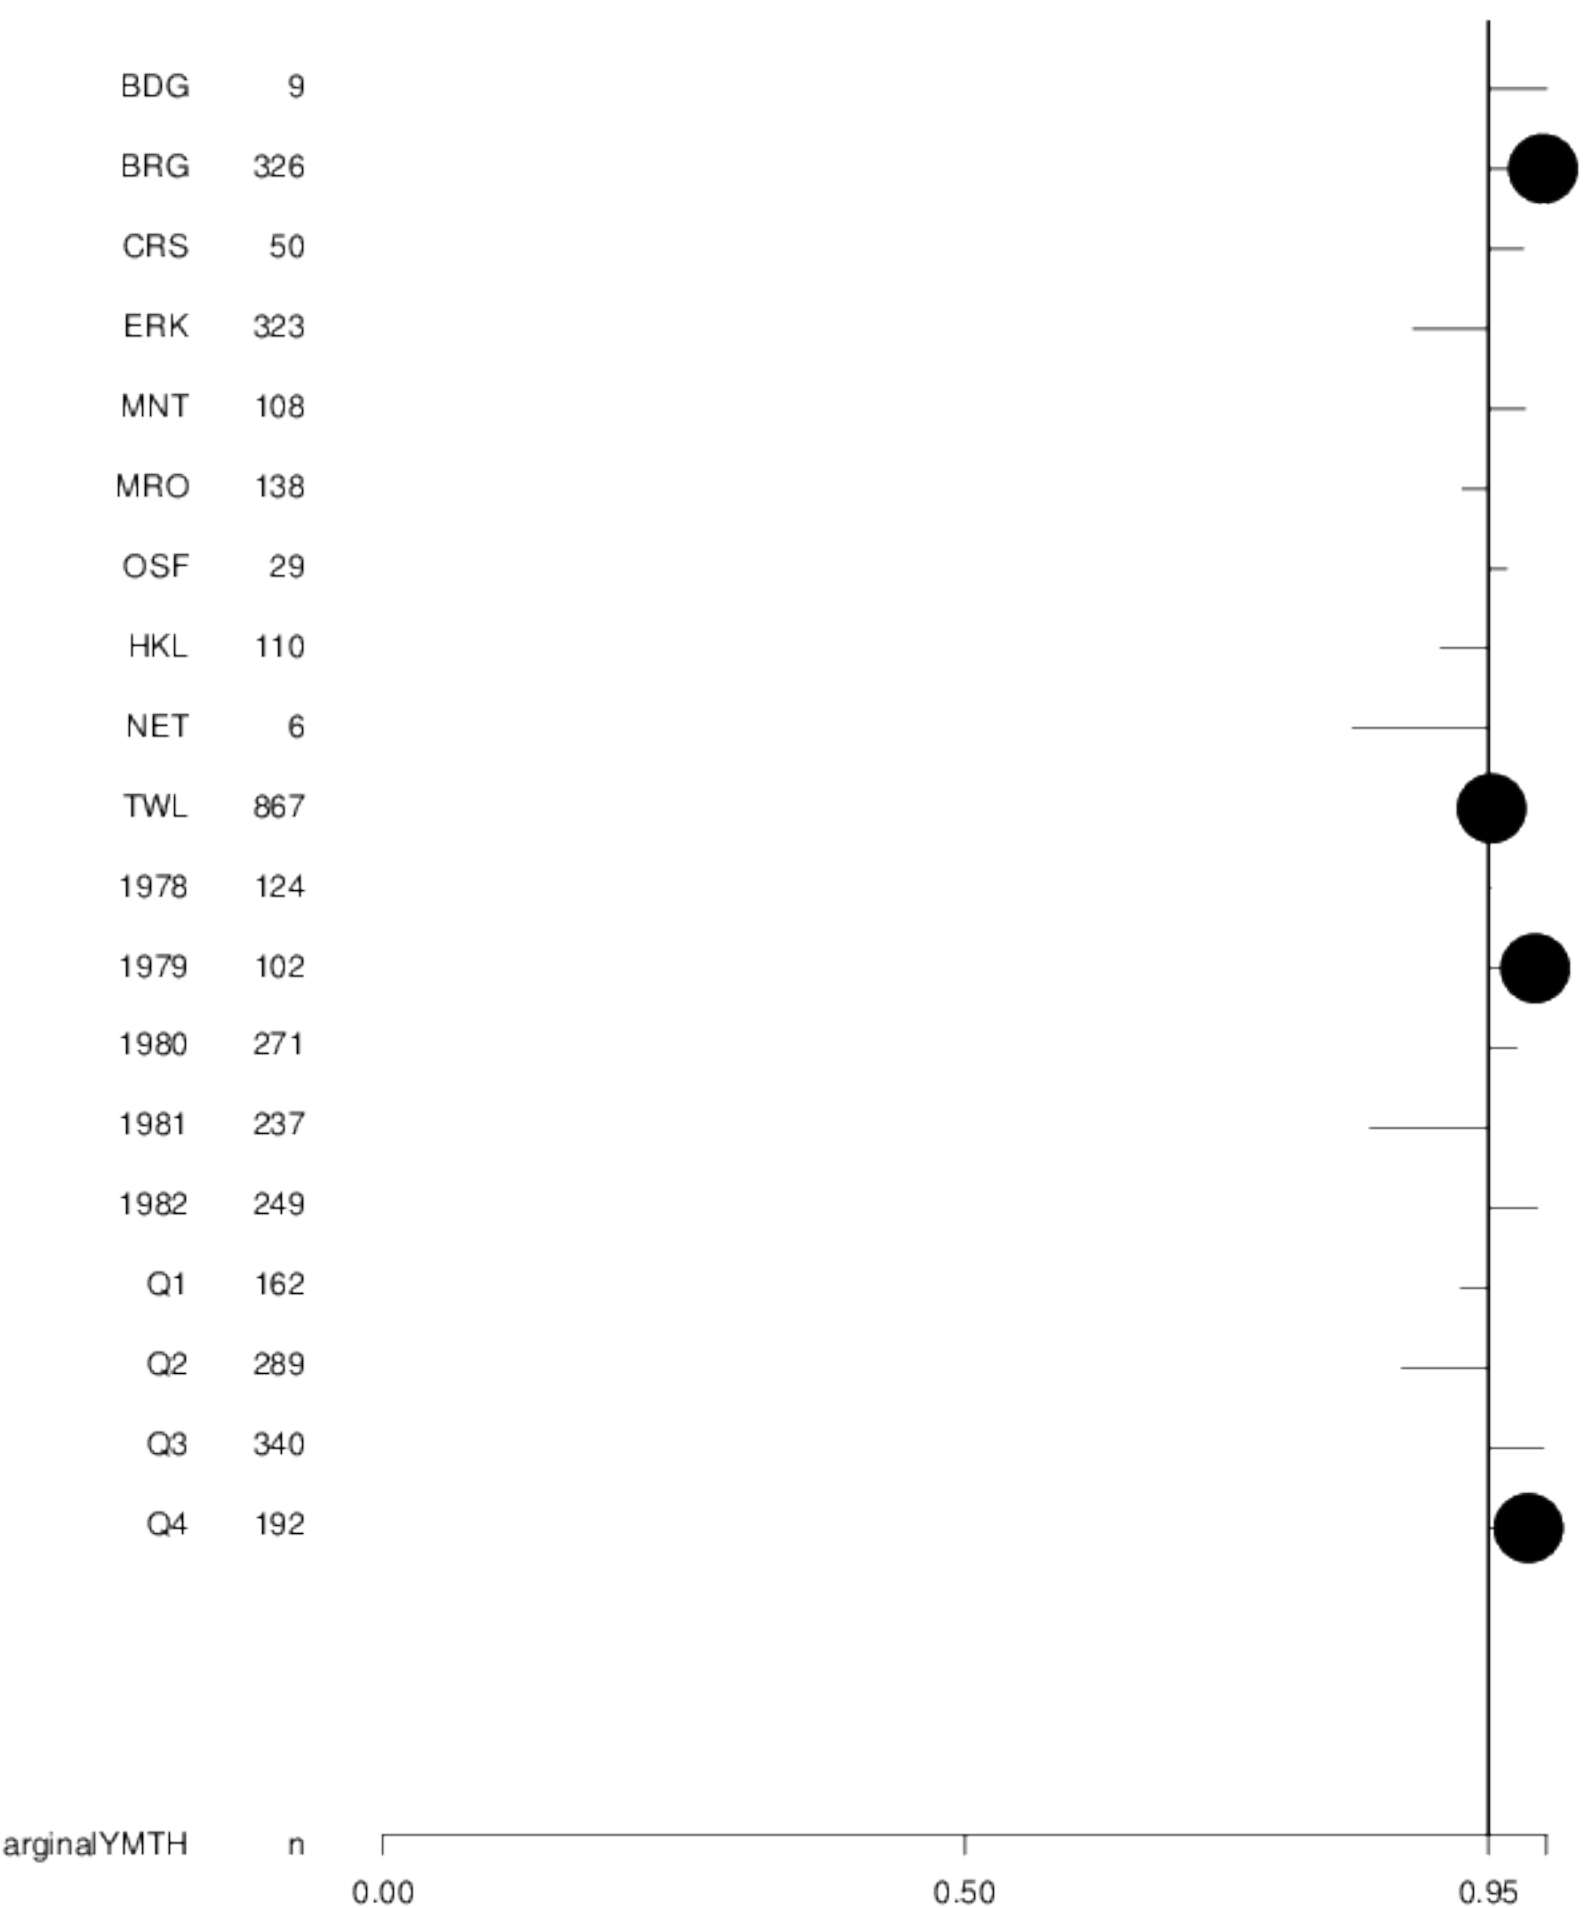 BDG 9
BRG 326
CRS 50
ERK 323
MNT 108
MRO 138
OSF 29
HKL 110
NET 6
TWL 867
1978 124
1979 102
1980 271
1981 237
1982 249
Q1 162
Q2 289
Q3 340
Q4 192
arginalYMTH n
0.00 0.50 0.95